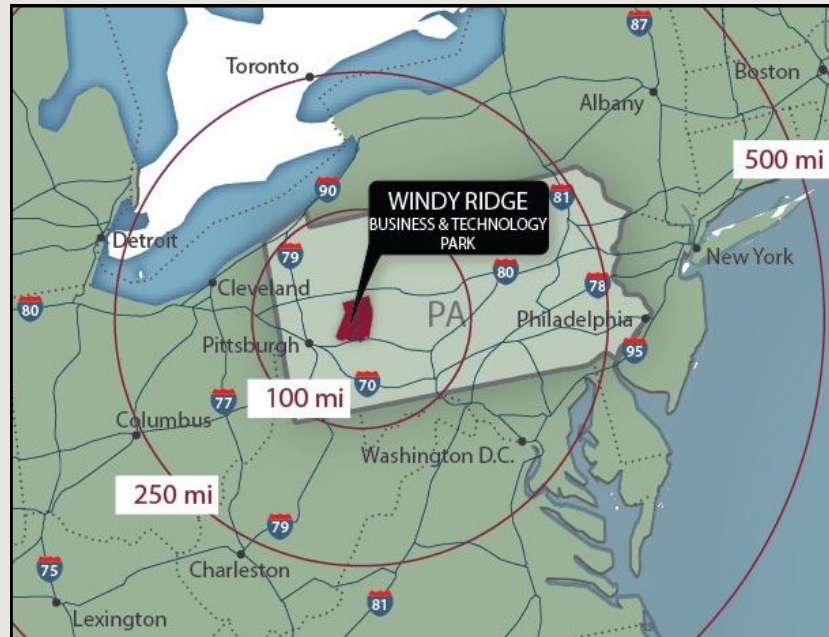 87
Toronto
Boston
Albany
500 mi
90
WINDY RIDGE
BUSINESS & TECHNOLOGY
PARK
81
Detroit
79
New York
Cleveland
80
78
80
PA
Philadelphia
Pittsburgh
95
70
77
100 mi
Columbus
Washington D.C.
250 mi
79
Charleston
75
81
Lexington